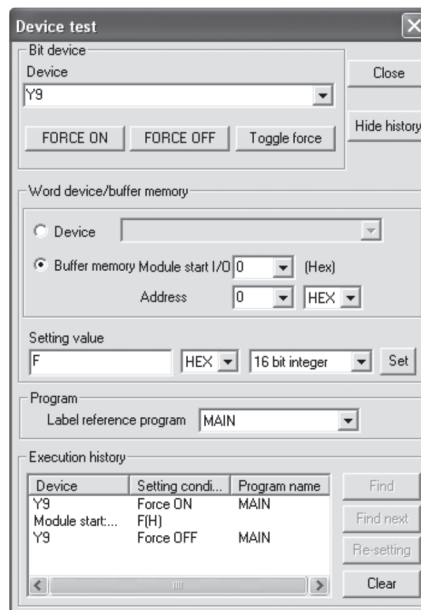 Device test
Bit device
Device
Y9
Close
FORCE ON FORCE OFF Toggle force
Hide history
Word device/buffer memory
Device
Buffer memory Module start I/O 0 (Hex)
Address 0 HEX
Setting value
F HEX 16 bit integer Set
Program
Label reference program MAIN
Execution history
Device Setting condi... Program name
Y9 Force ON MAIN
Module start:... F(H)
Y9 Force OFF MAIN
Find
Find next
Re-setting
Clear